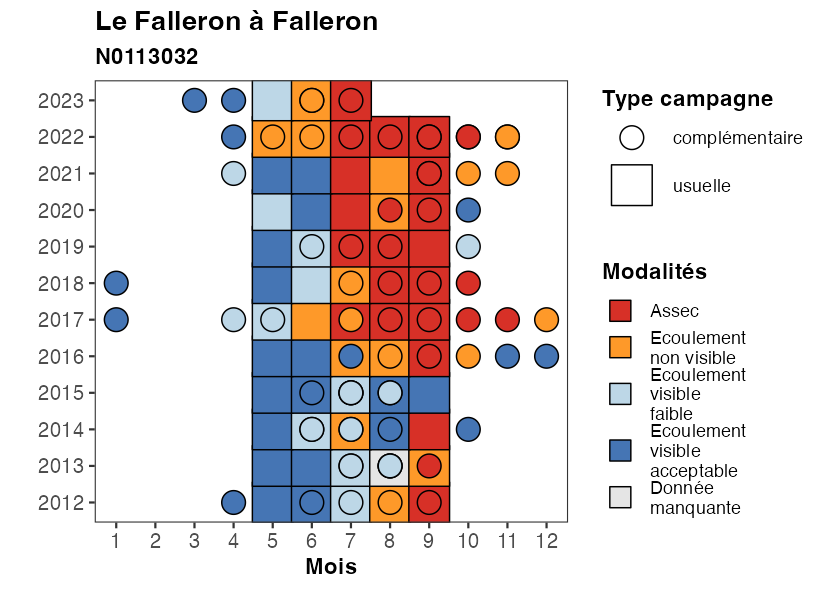 Le Falleron à Falleron
N0113032
2023
2022
2021
2020
2019
2018
2017
2016
2015
2014
2013
2012
1 2 3 4 5 6 7 8 9 10 11 12
Mois
Type campagne
complémentaire
usuelle
Modalités
Assec
Ecoulement
non visible
Ecoulement
visible
faible
Ecoulement
visible
acceptable
Donnée
manquante